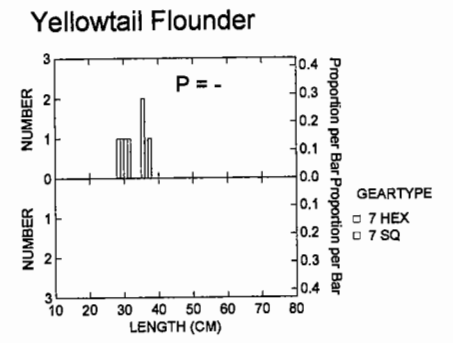 Yellowtail Flounder
P = -
NUMBER
3
2
1
0
0.4
0.3
0.2
0.1
0.0
Proportion per Bar
NUMBER
1
2
3
0.1
0.2
0.3
0.4
Proportion per Bar
10 20 30 40 50 60 70 80
LENGTH (CM)
GEARTYPE
7 HEX
7 SQ